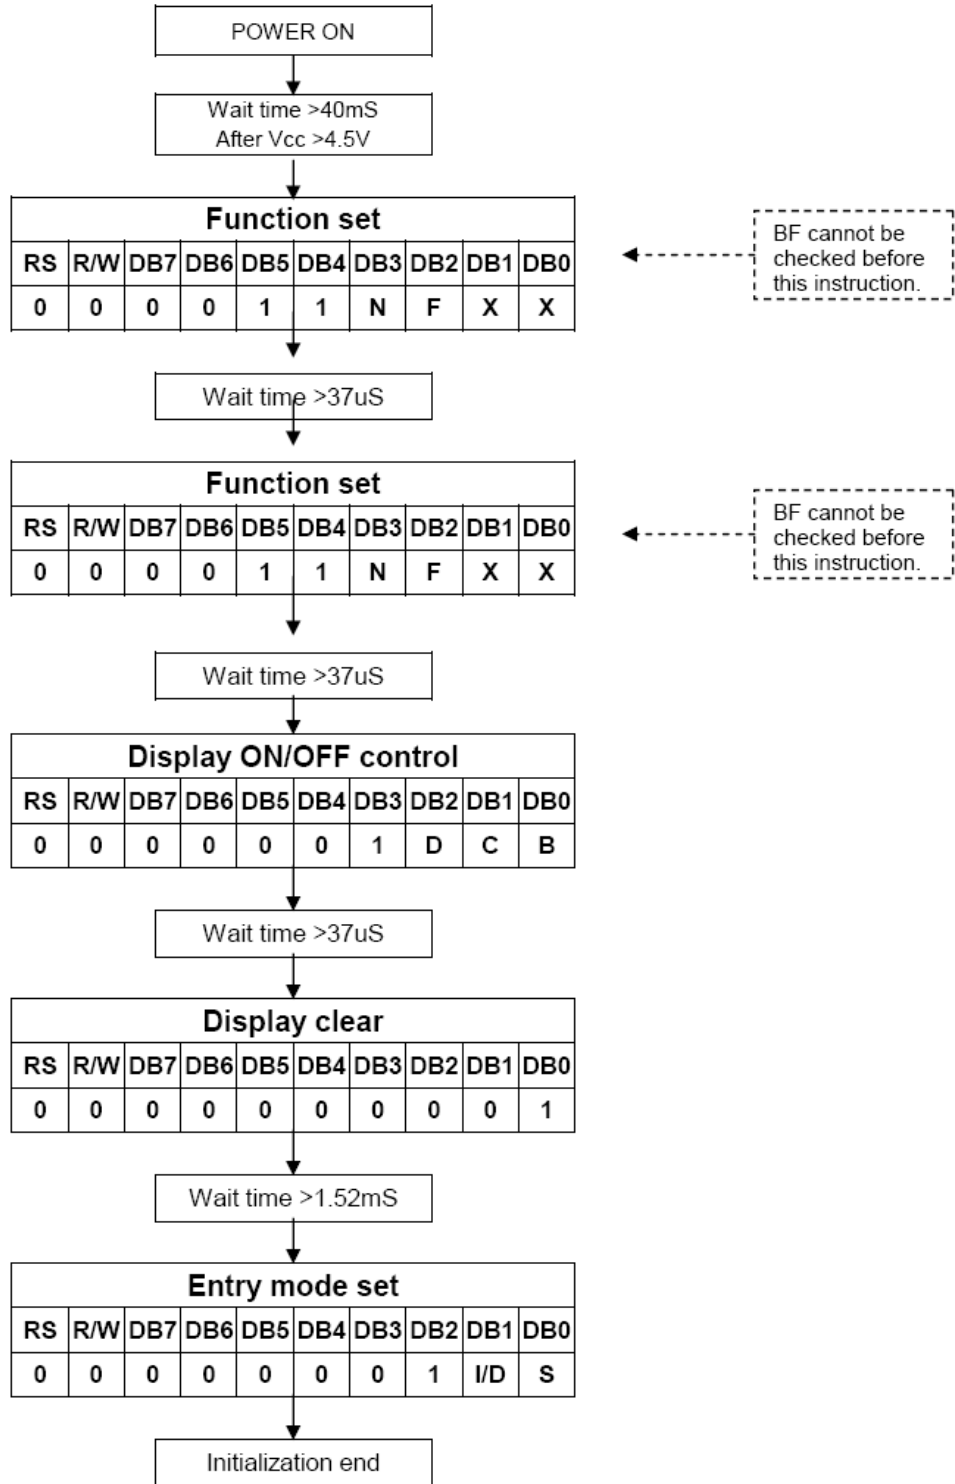 POWER ON
Wait time >40mS
After Vcc >4.5V
Function set
RS R/W DB7 DB6 DB5 DB4 DB3 DB2 DB1 DB0
0 0 0 0 1 1 N F X X
BF cannot be
checked before
this instruction.
Wait time >37uS
Function set
RS R/W DB7 DB6 DB5 DB4 DB3 DB2 DB1 DB0
0 0 0 0 1 1 N F X X
BF cannot be
checked before
this instruction.
Wait time >37uS
Display ON/OFF control
RS R/W DB7 DB6 DB5 DB4 DB3 DB2 DB1 DB0
0 0 0 0 0 0 1 D C B
Wait time >37uS
Display clear
RS R/W DB7 DB6 DB5 DB4 DB3 DB2 DB1 DB0
0 0 0 0 0 0 0 0 0 1
Wait time >1.52mS
Entry mode set
RS R/W DB7 DB6 DB5 DB4 DB3 DB2 DB1 DB0
0 0 0 0 0 0 0 1 I/D S
Initialization end